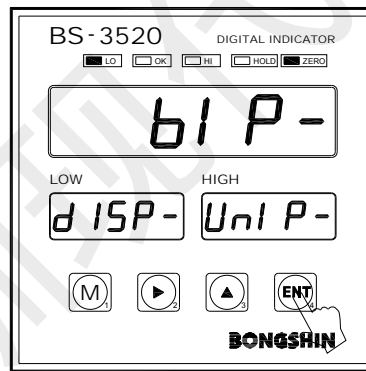 BS-3520 DIGITAL INDICATOR
LO OK HI HOLD ZERO
bI P-
LOW HIGH
dISP- UnI P-
M 1 2 3 ENT 4
BONGSHIN